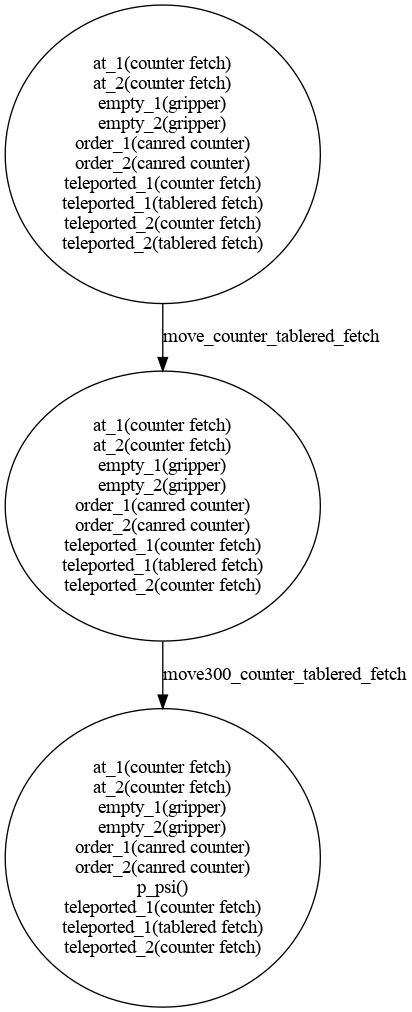 at_1(counter fetch)
at_2(counter fetch)
empty_1(gripper)
empty_2(gripper)
order_1(canred counter)
order_2(canred counter)
teleported_1(counter fetch)
teleported_1(tablered fetch)
teleported_2(counter fetch)
teleported_2(tablered fetch)
move_counter_tablered_fetch
at_1(counter fetch)
at_2(counter fetch)
empty_1(gripper)
empty_2(gripper)
order_1(canred counter)
order_2(canred counter)
teleported_1(counter fetch)
teleported_1(tablered fetch)
teleported_2(counter fetch)
move300_counter_tablered_fetch
at_1(counter fetch)
at_2(counter fetch)
empty_1(gripper)
empty_2(gripper)
order_1(canred counter)
order_2(canred counter)
p_psi()
teleported_1(counter fetch)
teleported_1(tablered fetch)
teleported_2(counter fetch)